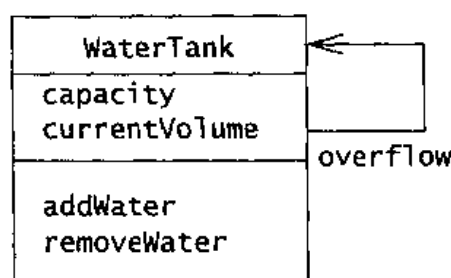 WaterTank
capacity
currentVolume
overflow
addWater
removeWater